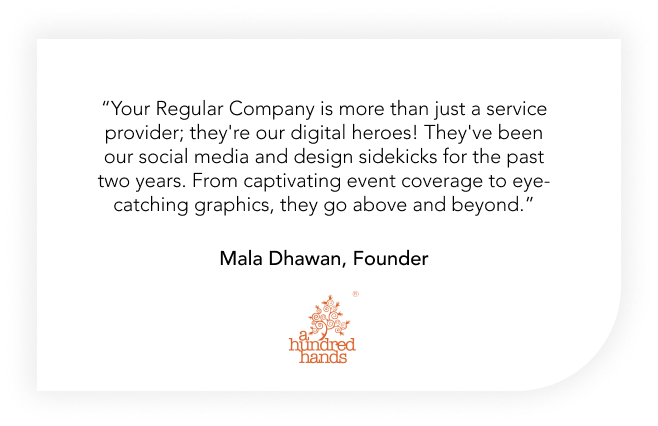 “Your Regular Company is more than just a service
provider; they're our digital heroes! They've been
our social media and design sidekicks for the past
two years. From captivating event coverage to eye-
catching graphics, they go above and beyond.”
Mala Dhawan, Founder
®
a
hundred
hands